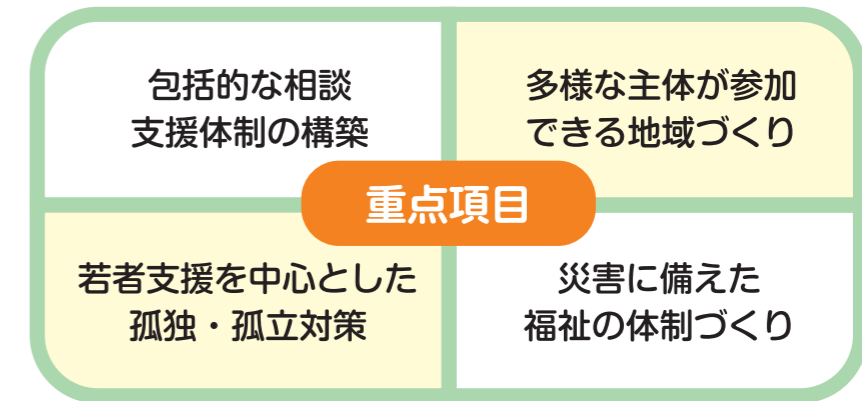 包括的な相談
支援体制の構築
多様な主体が参加
できる地域づくり
重点項目
若者支援を中心とした
孤独・孤立対策
災害に備えた
福祉の体制づくり